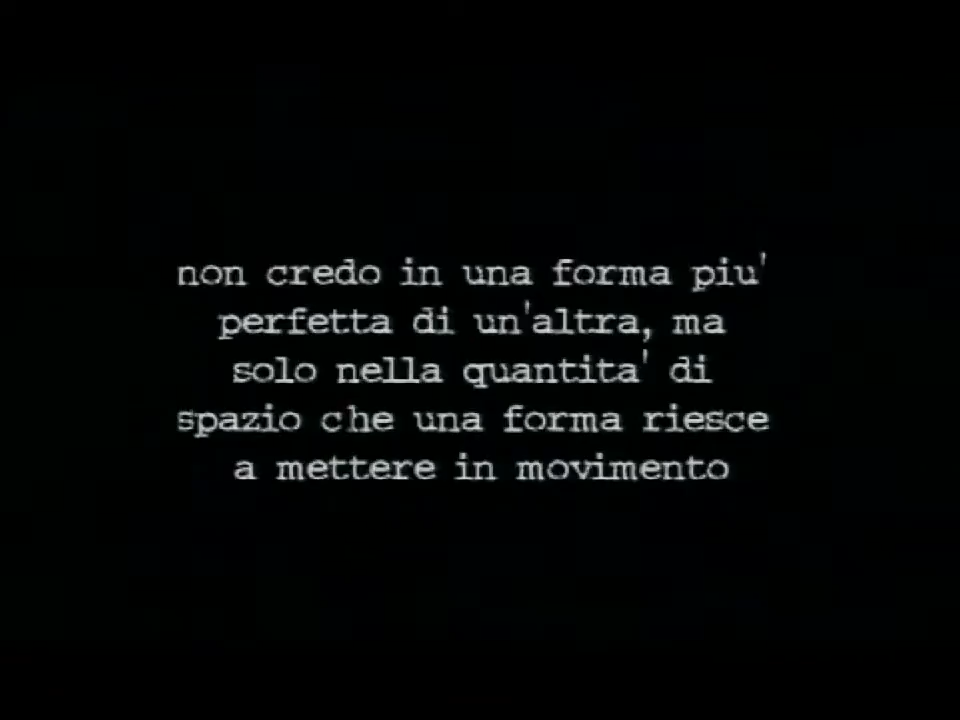 non credo in una forma piu'
perfetta di un'altra, ma
solo nella quantita' di
spazio che una forma riesce
a mettere in movimento